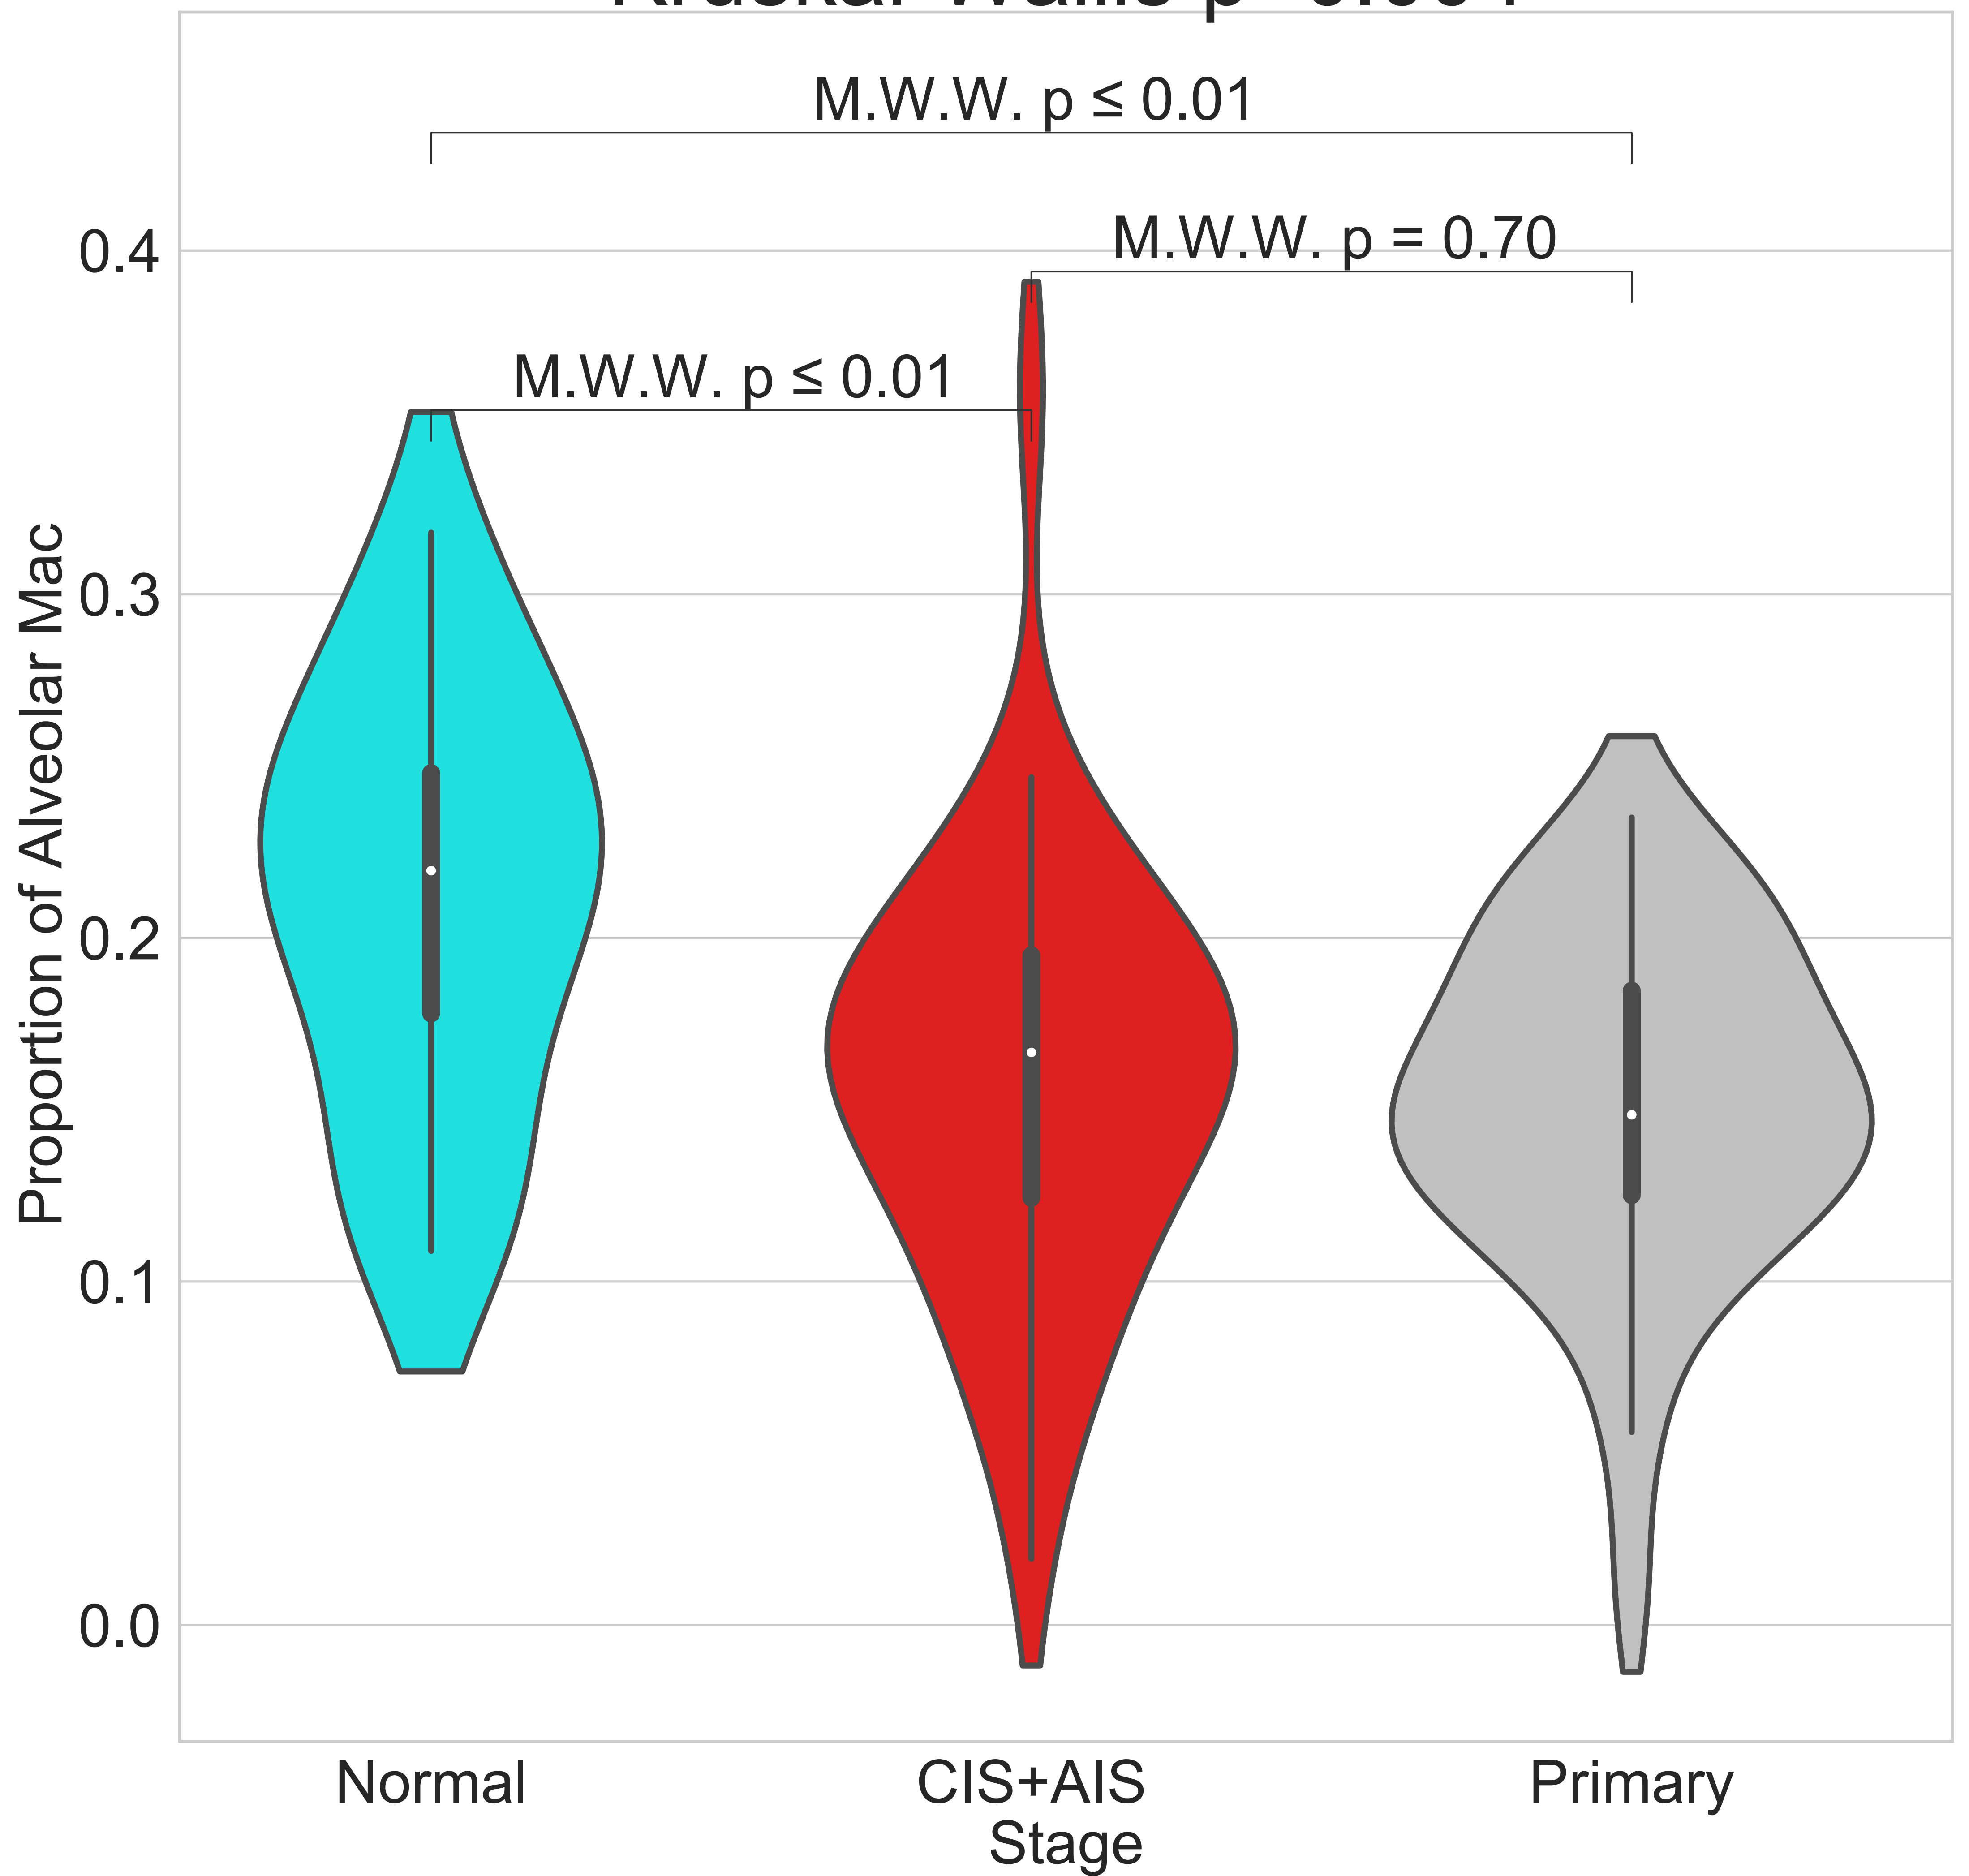 M.W.W. p ≤ 0.01
M.W.W. p = 0.70
M.W.W. p ≤ 0.01
Proportion of Alveolar Mac
0.4
0.3
0.2
0.1
0.0
Normal
CIS+AIS
Primary
Stage